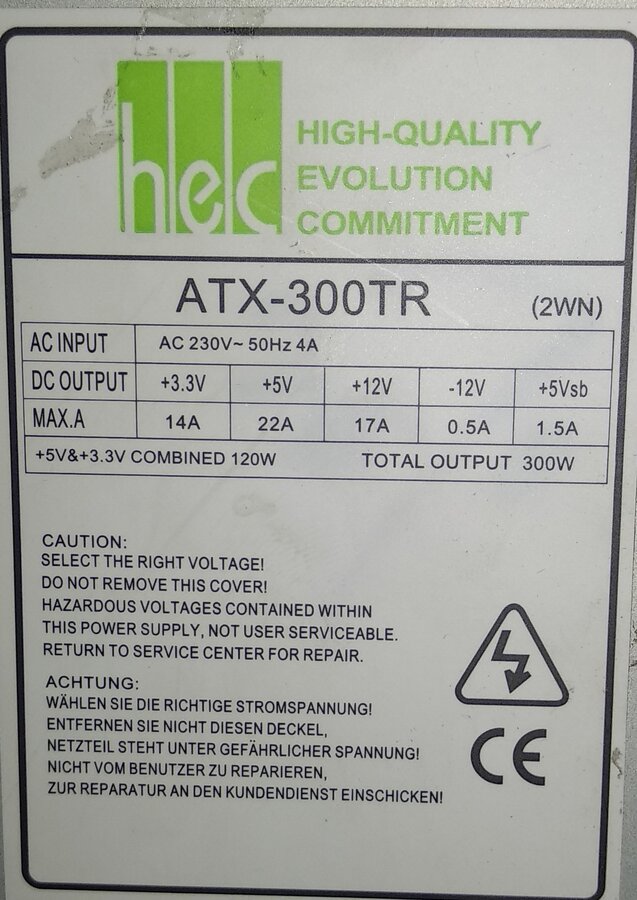 hec
HIGH-QUALITY
EVOLUTION
COMMITMENT
ATX-300TR (2WN)
AC INPUT AC 230V~ 50Hz 4A
DC OUTPUT +3.3V +5V +12V -12V +5Vsb
MAX.A 14A 22A 17A 0.5A 1.5A
+5V&+3.3V COMBINED 120W TOTAL OUTPUT 300W
CAUTION:
SELECT THE RIGHT VOLTAGE!
DO NOT REMOVE THIS COVER!
HAZARDOUS VOLTAGES CONTAINED WITHIN
THIS POWER SUPPLY, NOT USER SERVICEABLE.
RETURN TO SERVICE CENTER FOR REPAIR.
ACHTUNG:
WÄHLEN SIE DIE RICHTIGE STROMSPANNUNG!
ENTFERNEN SIE NICHT DIESEN DECKEL,
NETZTEIL STEHT UNTER GEFÄHRLICHER SPANNUNG!
NICHT VOM BENUTZER ZU REPARIEREN,
ZUR REPARATUR AN DEN KUNDENDIENST EINSCHICKEN!
CE